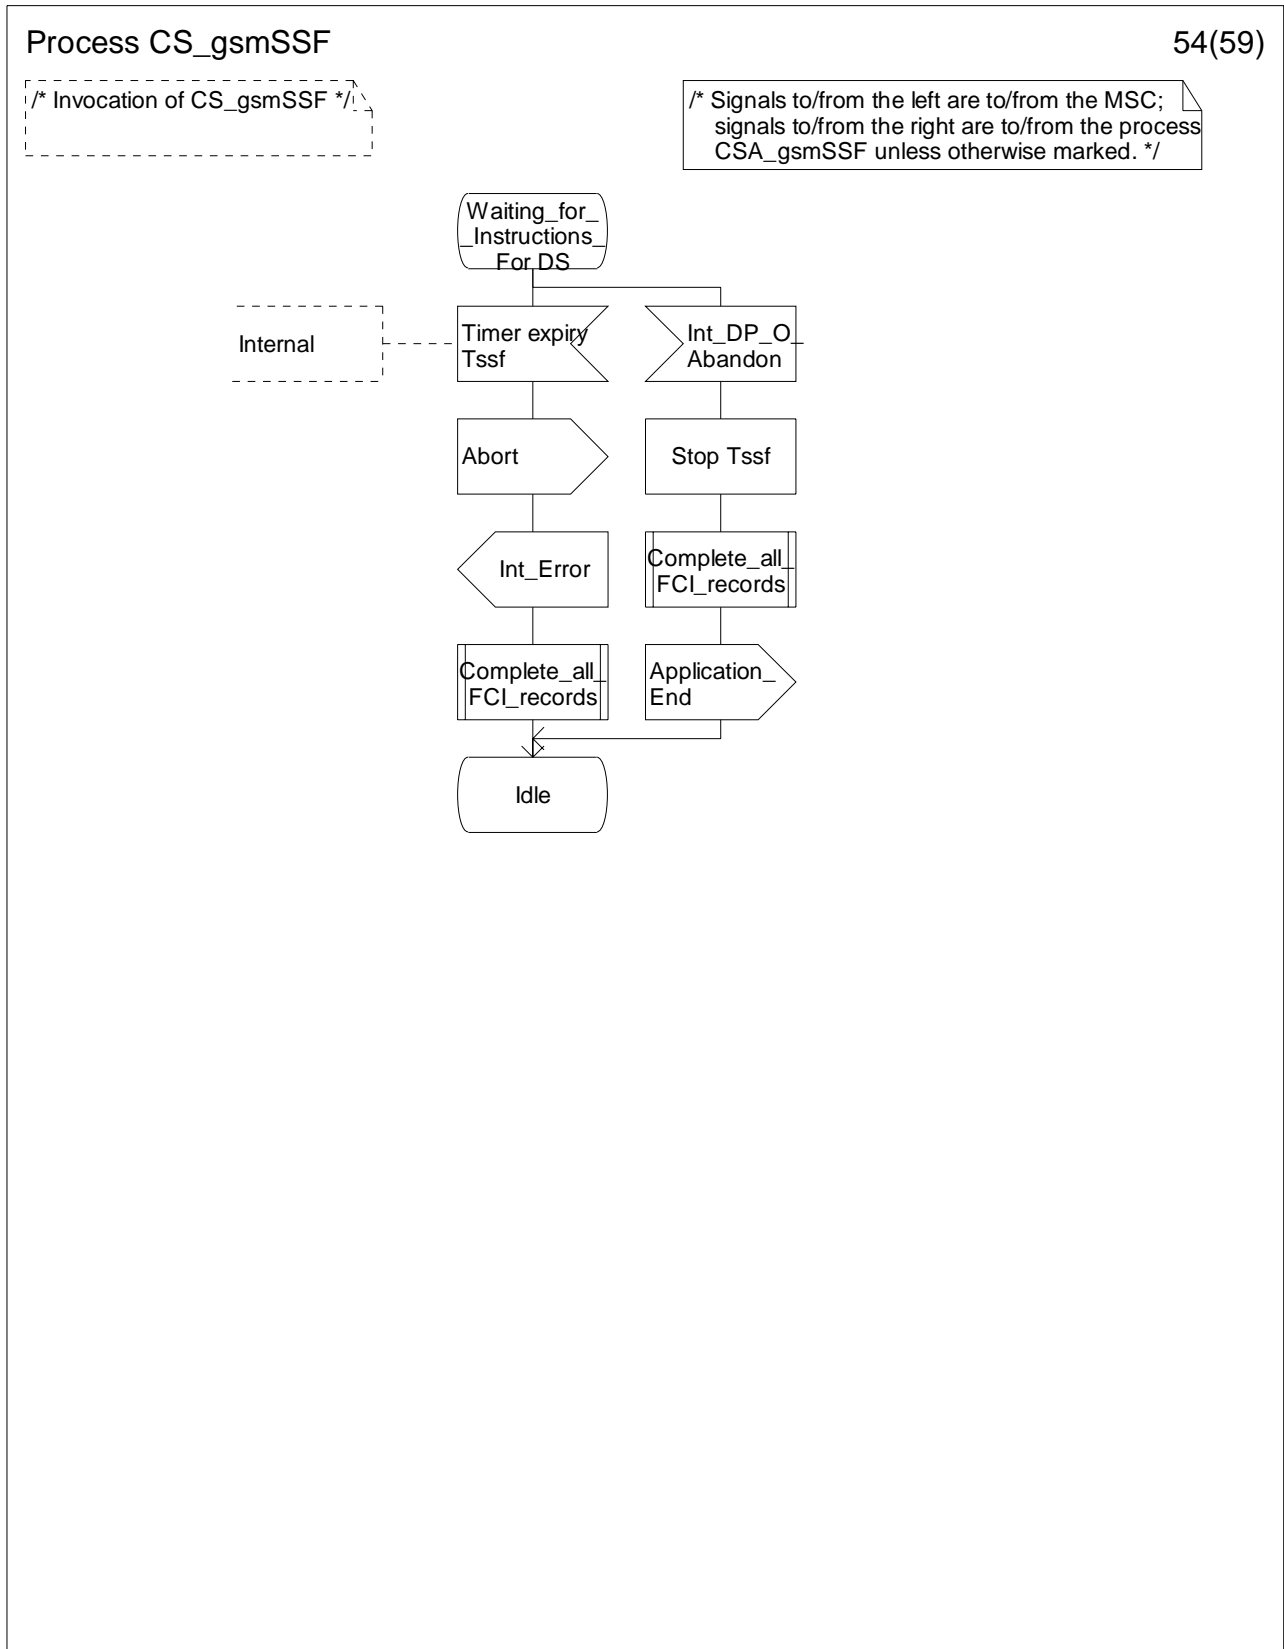 Process CS_gsmSSF
54(59)
/* Invocation of CS_gsmSSF */
/* Signals to/from the left are to/from the MSC;
signals to/from the right are to/from the process
CSA_gsmSSF unless otherwise marked. */
Waiting_for_
_Instructions_
For DS
Internal
Timer expiry
Tssf
Int_DP_O_
Abandon
Abort
Stop Tssf
Int_Error
Complete_all_
FCI_records
Complete_all_
FCI_records
Application_
End
Idle